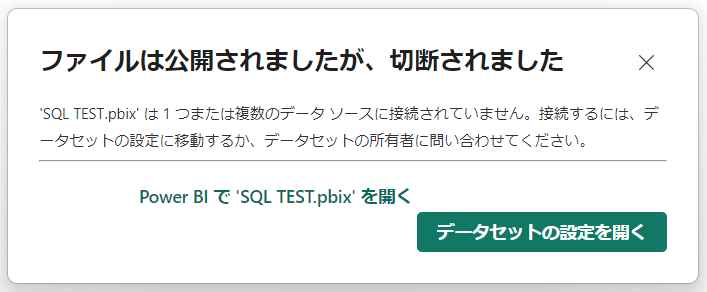 ファイルは公開されましたが、切断されました
'SQL TEST.pbix' は 1 つまたは複数のデータ ソースに接続されていません。接続するには、デ
ータセットの設定に移動するか、データセットの所有者に問い合わせてください。
Power BI で 'SQL TEST.pbix' を開く
データセットの設定を開く